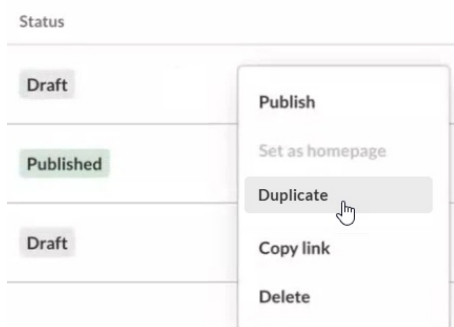 Status
Draft
Publish
Set as homepage
Published
Duplicate
Draft
Copy link
Delete